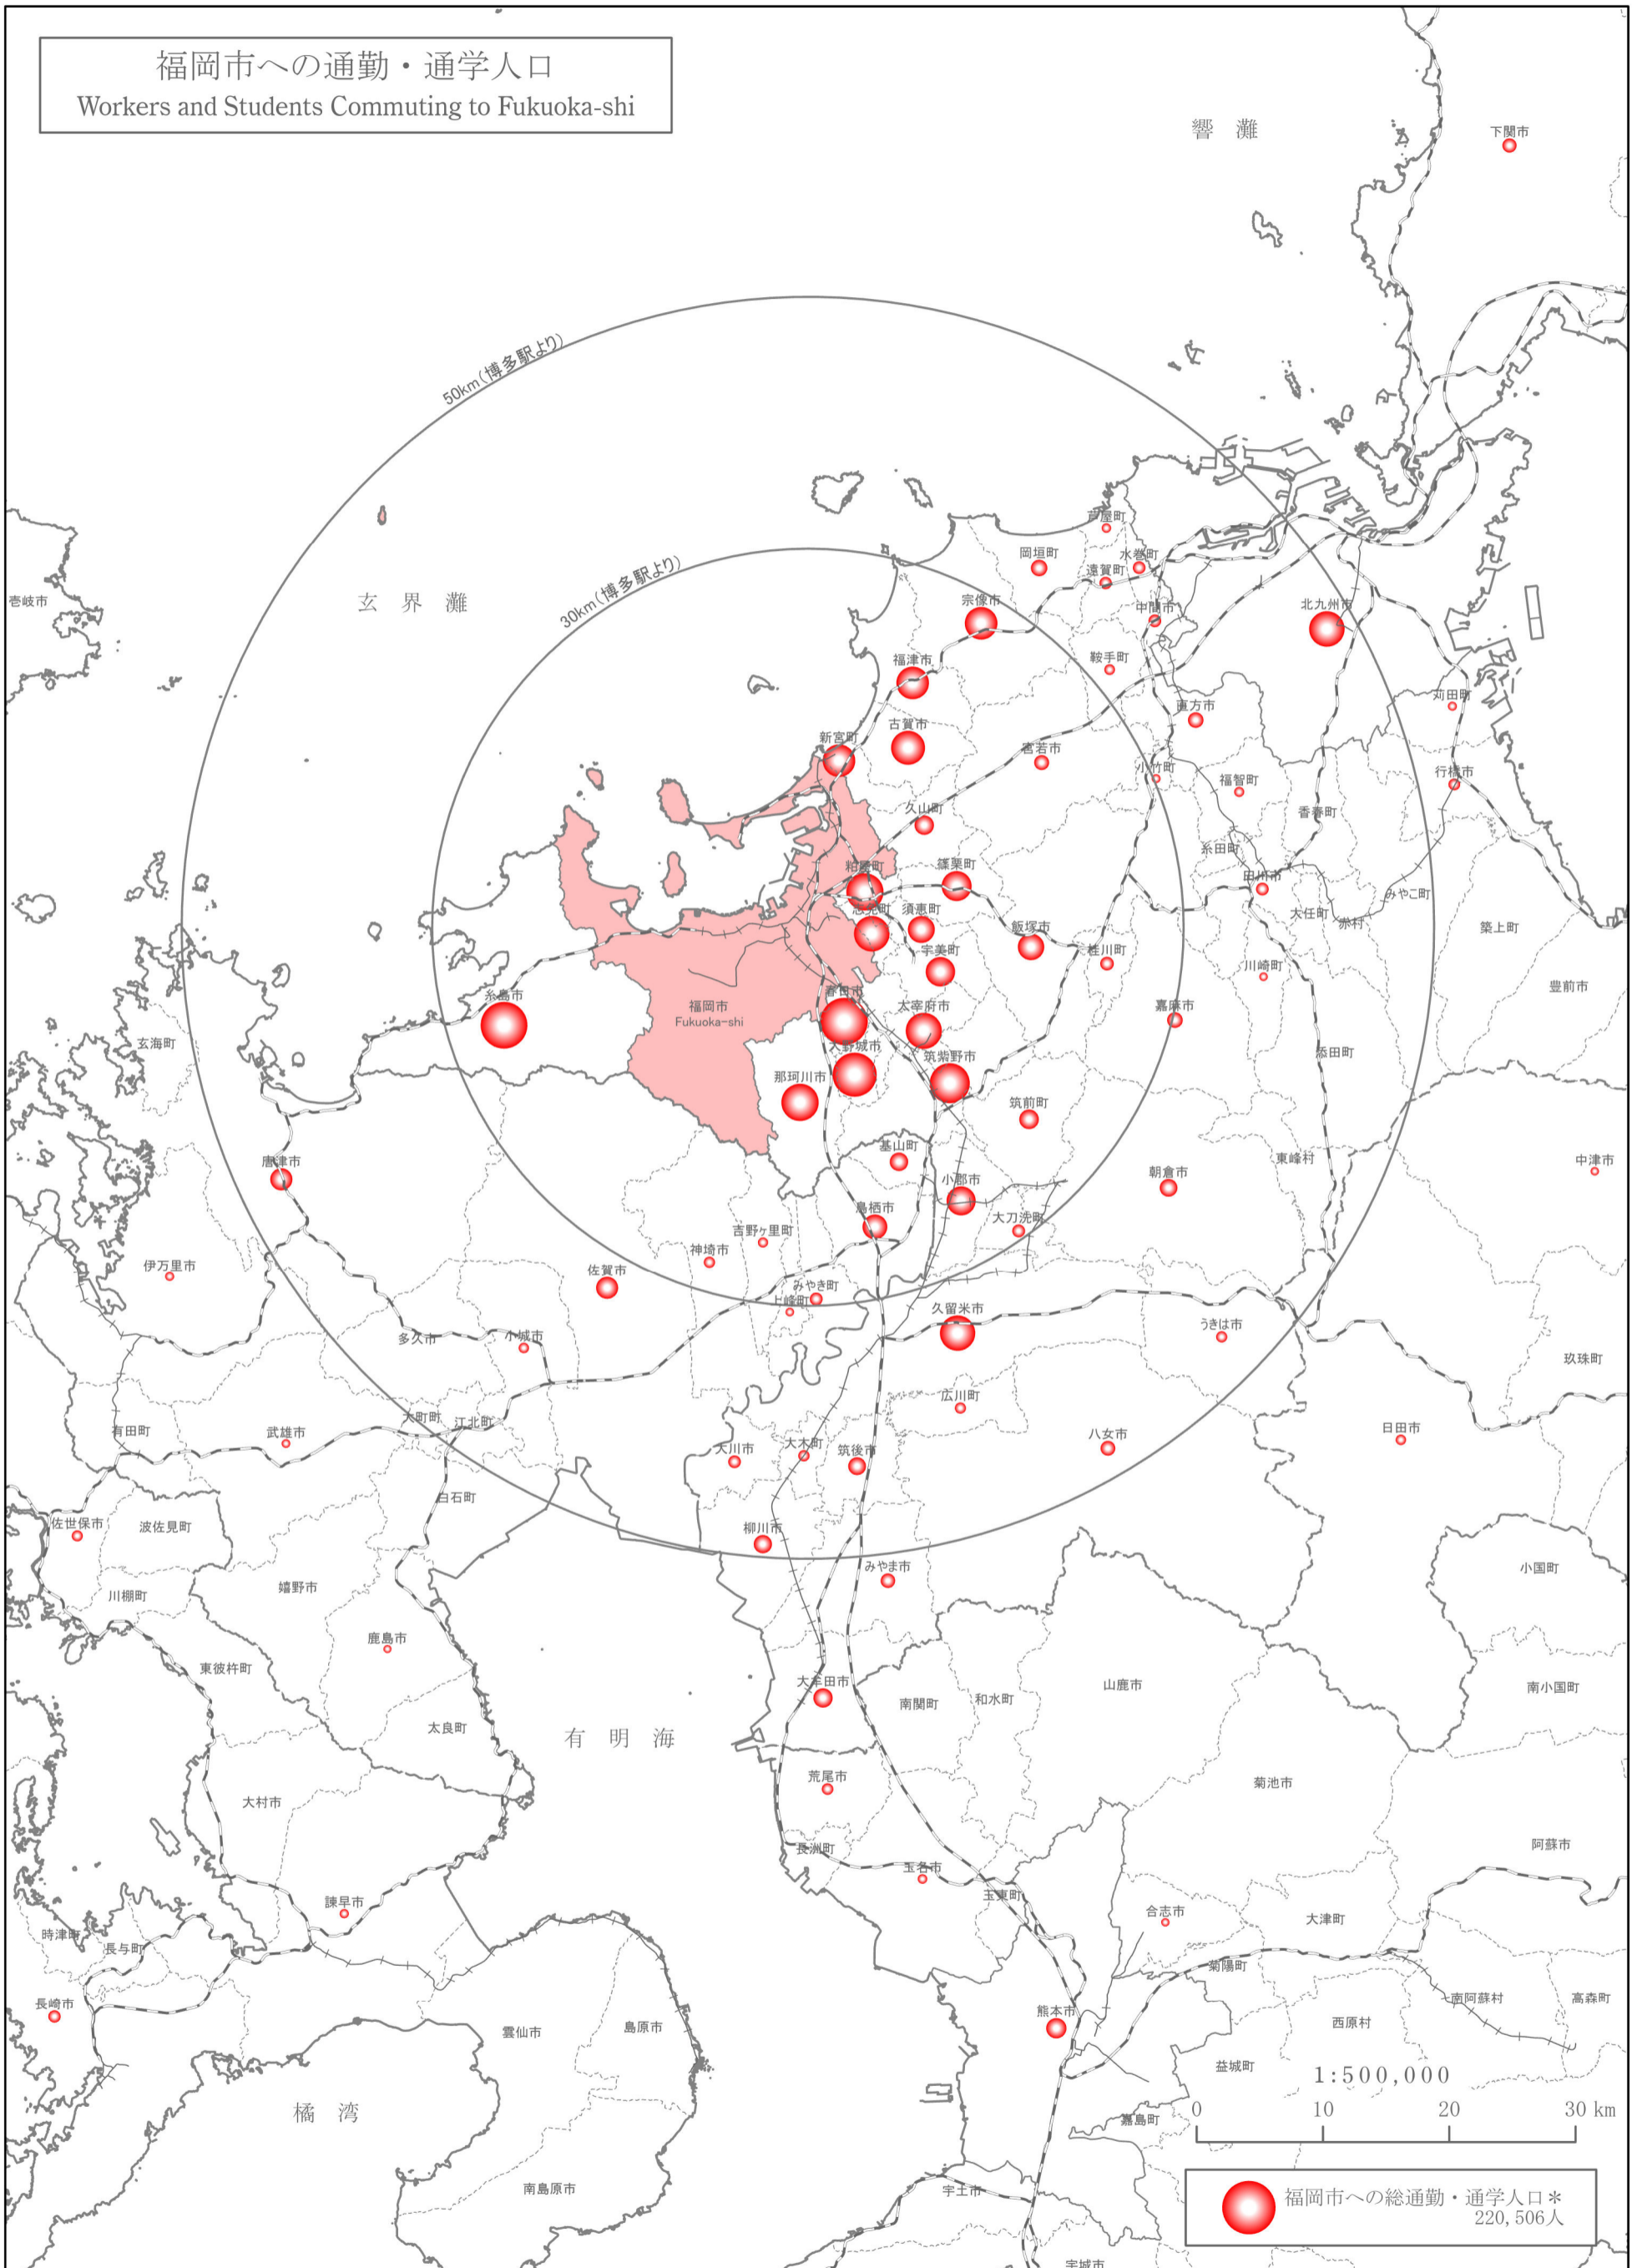 福岡市への通勤・通学人口
Workers and Students Commuting to Fukuoka-shi
響 灘
下関市
50km(博多駅より)
30km(博多駅より)
玄 界 灘
壱岐市
芦屋町
岡垣町
水巻町
遠賀町
宗像市
中間市
北九州市
福津市
鞍手町
古賀市
直方市
苅田町
新宮町
宮若市
小竹町
福智町
行橋市
久山町
香春町
糸田町
粕屋町
篠栗町
田川市
みやこ町
志免町
須恵町
大任町
赤村
築上町
飯塚市
宇美町
桂川町
川崎町
豊前市
糸島市
福岡市
Fukuoka-shi
春日市
太宰府市
嘉麻市
玄海町
大野城市
筑紫野市
添田町
那珂川市
筑前町
基山町
東峰村
中津市
唐津市
朝倉市
小郡市
鳥栖市
大刀洗町
吉野ヶ里町
神埼市
伊万里市
佐賀市
みやき町
上峰町
久留米市
うきは市
多久市
小城市
玖珠町
広川町
有田町
武雄市
大町町
江北町
大川市
大木町
筑後市
八女市
日田市
白石町
佐世保市
波佐見町
柳川市
みやま市
小国町
川棚町
嬉野市
鹿島市
東彼杵町
大牟田市
南関町
和水町
山鹿市
南小国町
太良町
有 明 海
荒尾市
菊池市
大村市
長洲町
阿蘇市
玉名市
諫早市
玉東町
合志市
大津町
時津町
長与町
菊陽町
長崎市
熊本市
南阿蘇村
高森町
雲仙市
島原市
西原村
益城町
1:500,000
橘 湾
嘉島町
0 10 20 30 km
南島原市
宇土市
福岡市への総通勤・通学人口＊
220,506人
宇城市